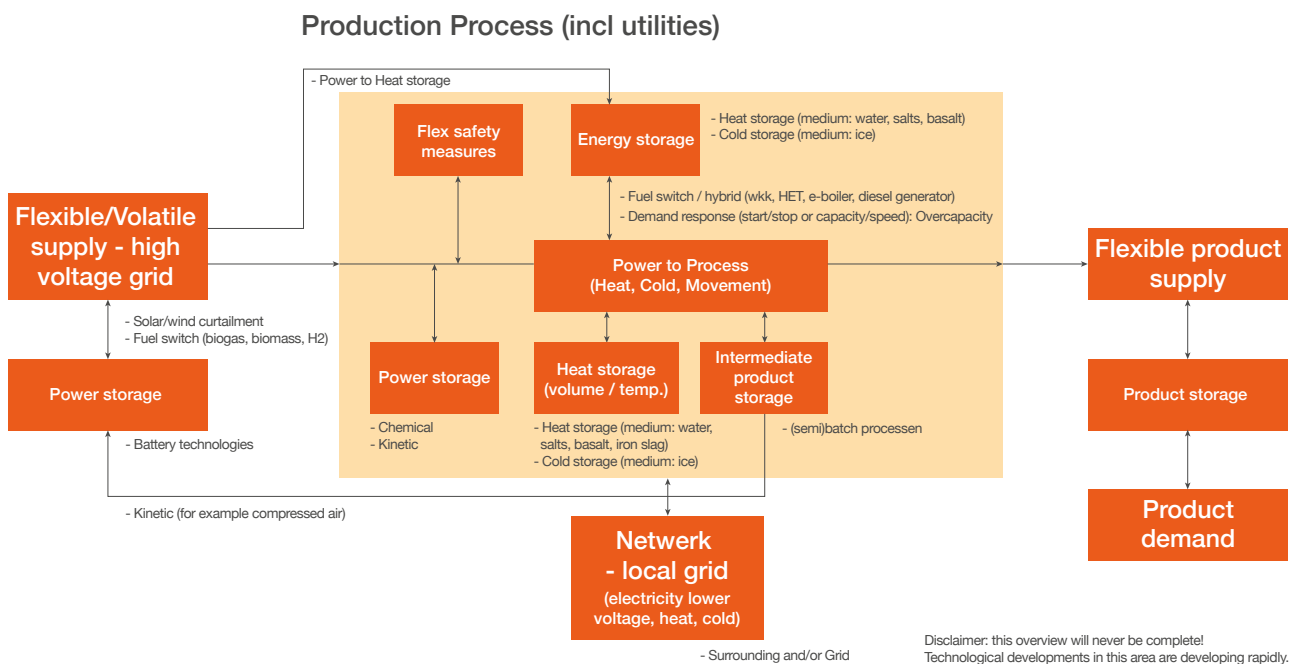 Production Process (incl utilities)
- Power to Heat storage
Flex safety
measures
Energy storage
- Heat storage (medium: water, salts, basalt)
- Cold storage (medium: ice)
- Fuel switch / hybrid (wkk, HET, e-boiler, diesel generator)
- Demand response (start/stop or capacity/speed): Overcapacity
Flexible/Volatile
supply - high
voltage grid
Power to Process
(Heat, Cold, Movement)
Flexible product
supply
- Solar/wind curtailment
- Fuel switch (biogas, biomass, H2)
Power storage
- Battery technologies
Power storage
- Chemical
- Kinetic
Heat storage
(volume / temp.)
- Heat storage (medium: water,
salts, basalt, iron slag)
- Cold storage (medium: ice)
Intermediate
product
storage
- (semi)batch processen
Product storage
- Kinetic (for example compressed air)
Netwerk
- local grid
(electricity lower
voltage, heat, cold)
- Surrounding and/or Grid
Product
demand
Disclaimer: this overview will never be complete!
Technological developments in this area are developing rapidly.